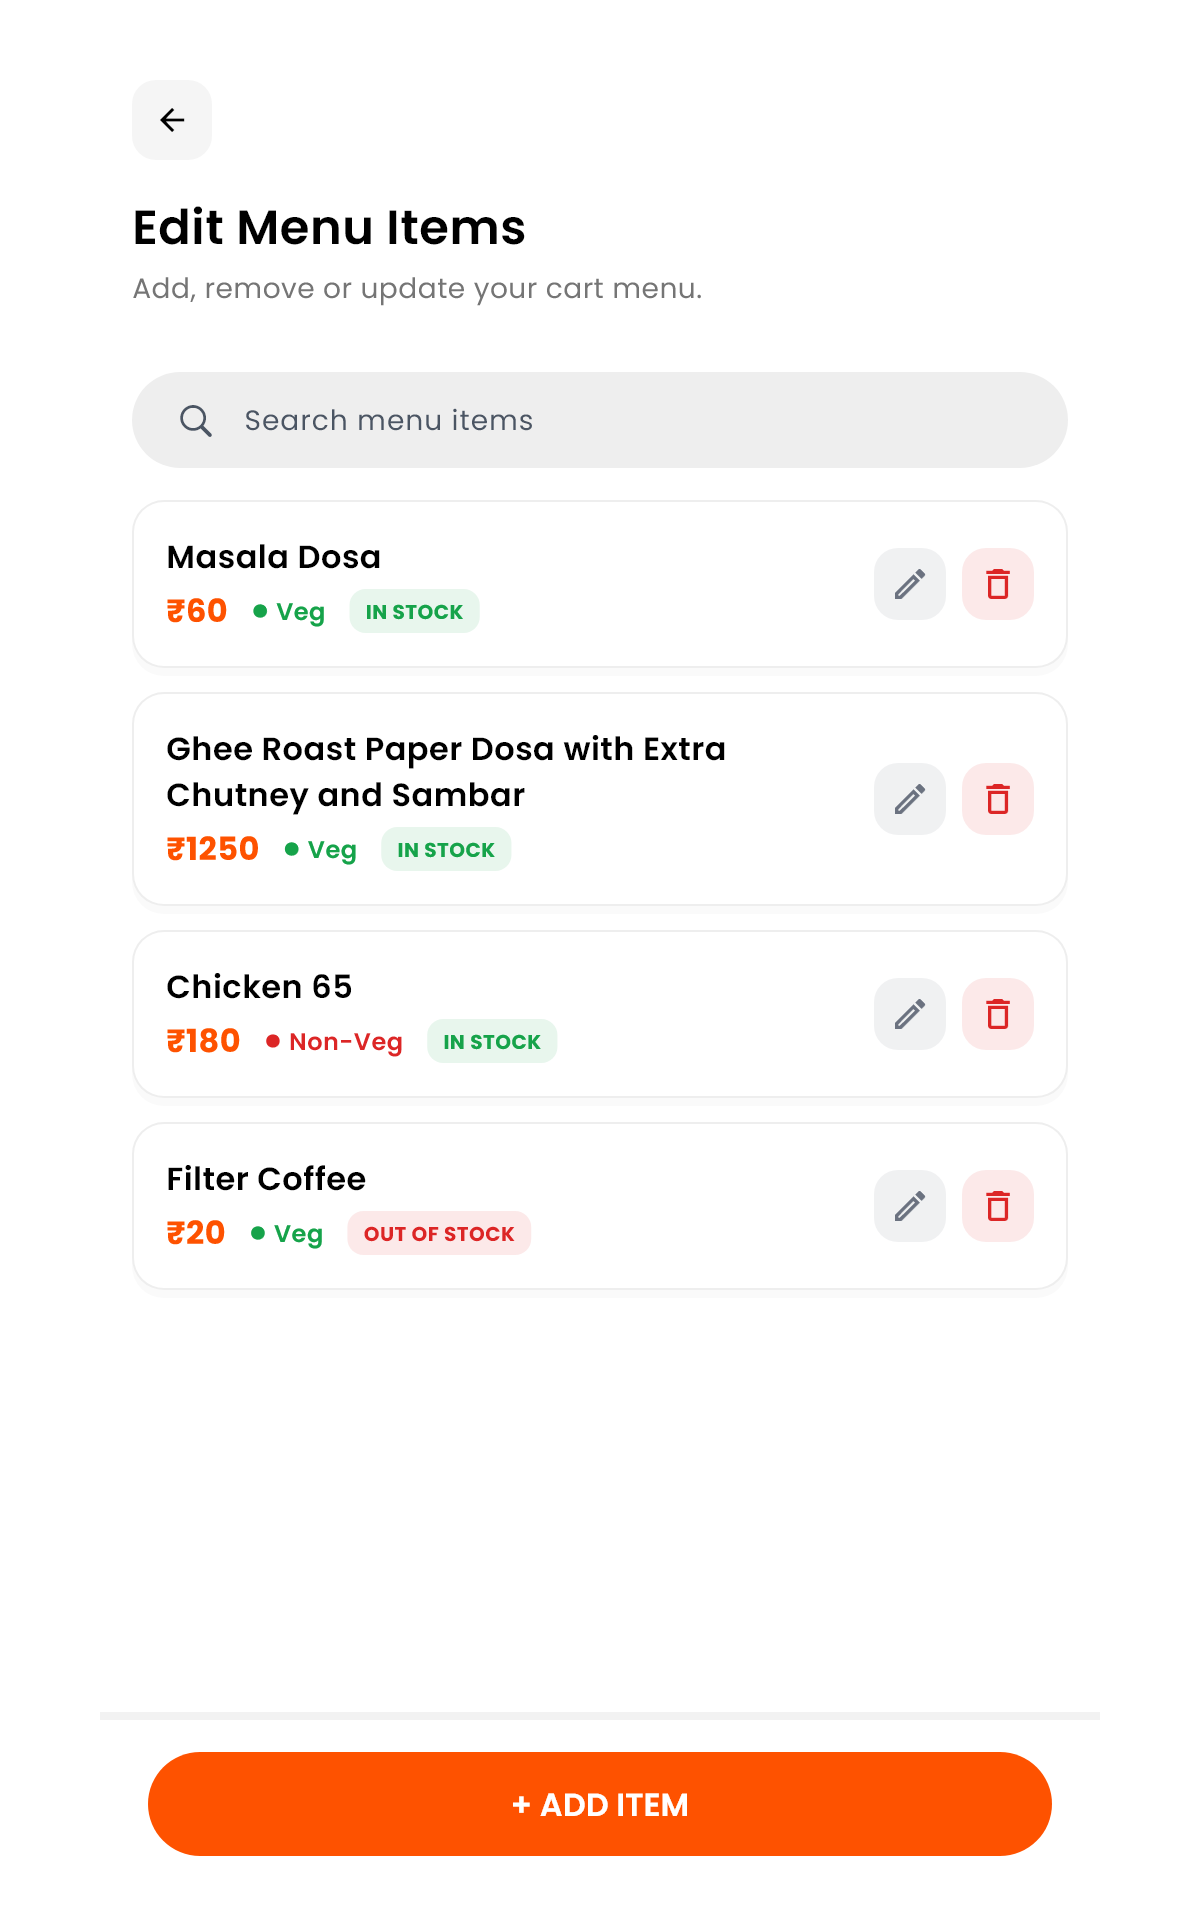 Edit Menu Items
Add, remove or update your cart menu.
Search menu items
Masala Dosa
₹60 Veg IN STOCK
Ghee Roast Paper Dosa with Extra
Chutney and Sambar
₹1250 Veg IN STOCK
Chicken 65
₹180 Non-Veg IN STOCK
Filter Coffee
₹20 Veg OUT OF STOCK
+ ADD ITEM